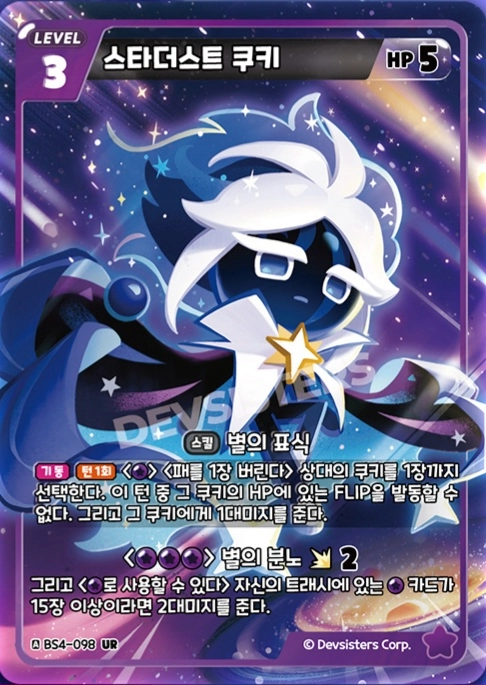 LEVEL
3
스타더스트 쿠키
HP 5
DEVSISTERS
스킬 별의 표식
기동 턴 1회 <★> <패를 1장 버린다> 상대의 쿠키를 1장까지
선택한다. 이 턴 중 그 쿠키의 HP에 있는 FLIP을 발동할 수
없다. 그리고 그 쿠키에게 1대미지를 준다.
<★★★> 별의 분노 2
그리고 <★로 사용할 수 있다> 자신의 트래시에 있는 ★ 카드가
15장 이상이라면 2대미지를 준다.
A BS4-098 UR
© Devsisters Corp.